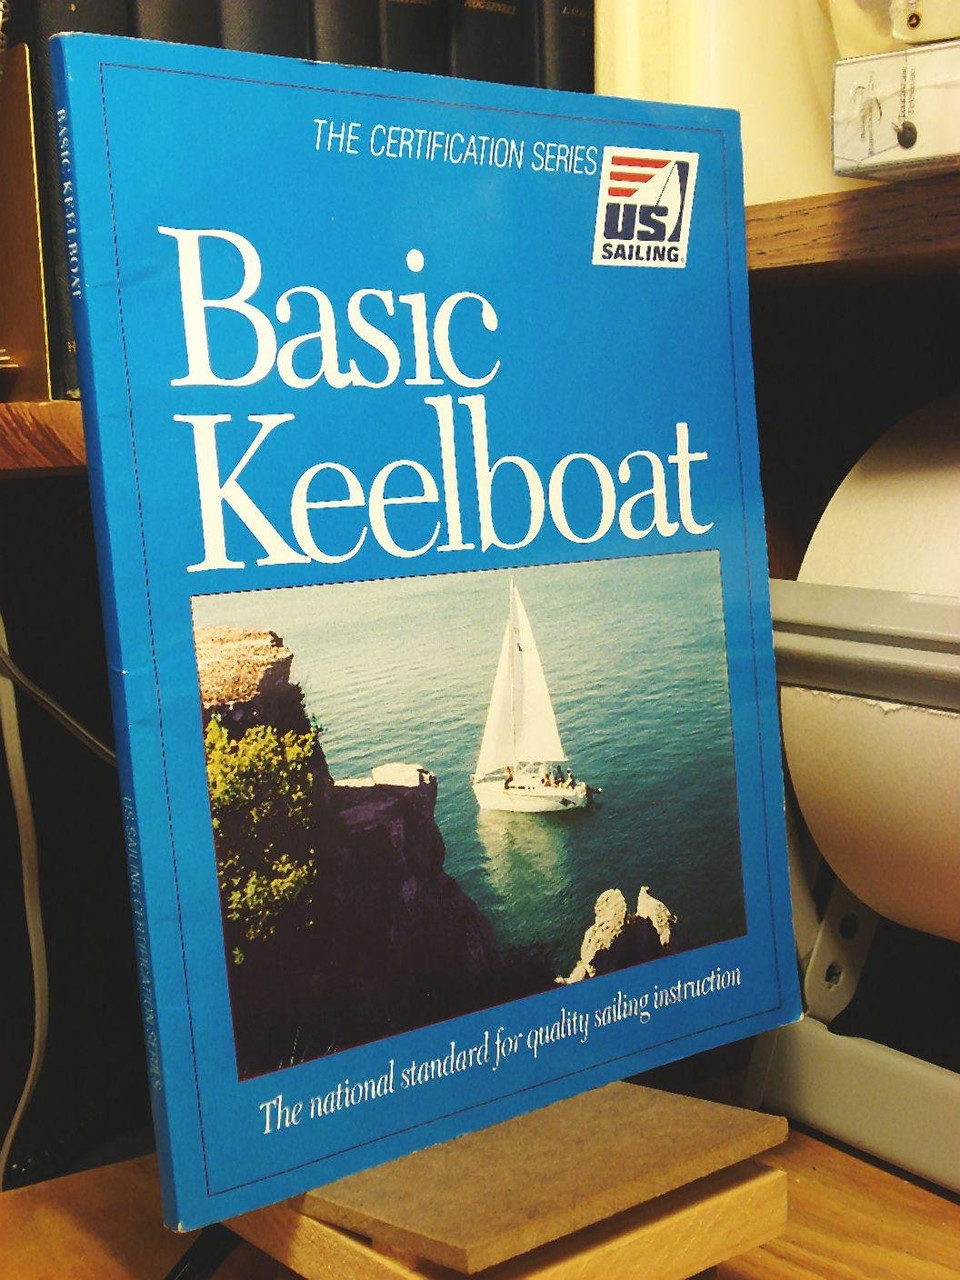 THE CERTIFICATION SERIES
US
SAILING
Basic
Keelboat
The national standard for quality sailing instruction
BASIC KEELBOAT
US SAILING CERTIFICATION SERIES
ROOSEVELT